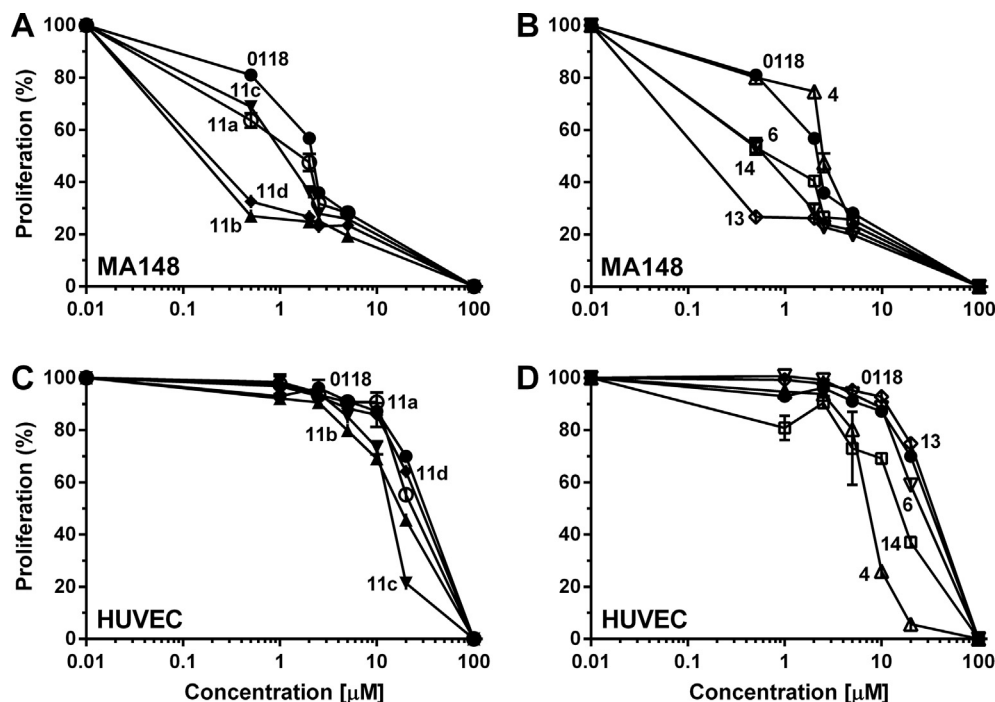 A
100
80
60
40
20
0
Proliferation (%)
0118
11c
11a
11d
11b
MA148
0.01 0.1 1 10 100
B
100
80
60
40
20
0
0118
4
6
14
13
MA148
0.01 0.1 1 10 100
C
100
80
60
40
20
0
Proliferation (%)
0118
11a
11b
11d
11c
HUVEC
0.01 0.1 1 10 100
Concentration [μM]
D
100
80
60
40
20
0
0118
13
6
14
4
HUVEC
0.01 0.1 1 10 100
Concentration [μM]